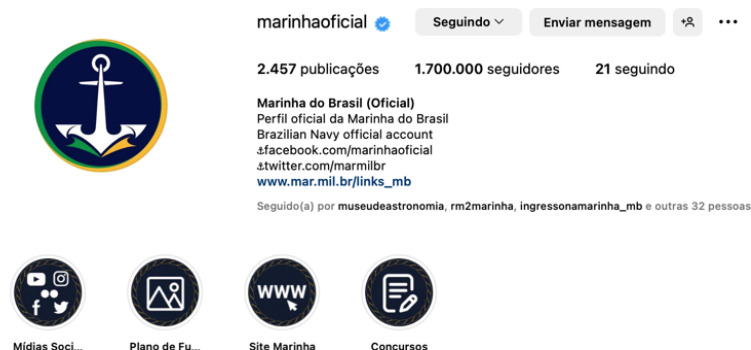 marinhaoficial Seguindo Enviar mensagem
2.457 publicações 1.700.000 seguidores 21 seguindo
Marinha do Brasil (Oficial)
Perfil oficial da Marinha do Brasil
Brazilian Navy official account
⚓facebook.com/marinhaoficial
⚓twitter.com/marmilbr
www.mar.mil.br/links_mb
Seguido(a) por museudeastronomia, rm2marinha, ingressonamarinha_mb e outras 32 pessoas
WWW
Mídias Soci... Plano de Fu... Site Marinha Concursos